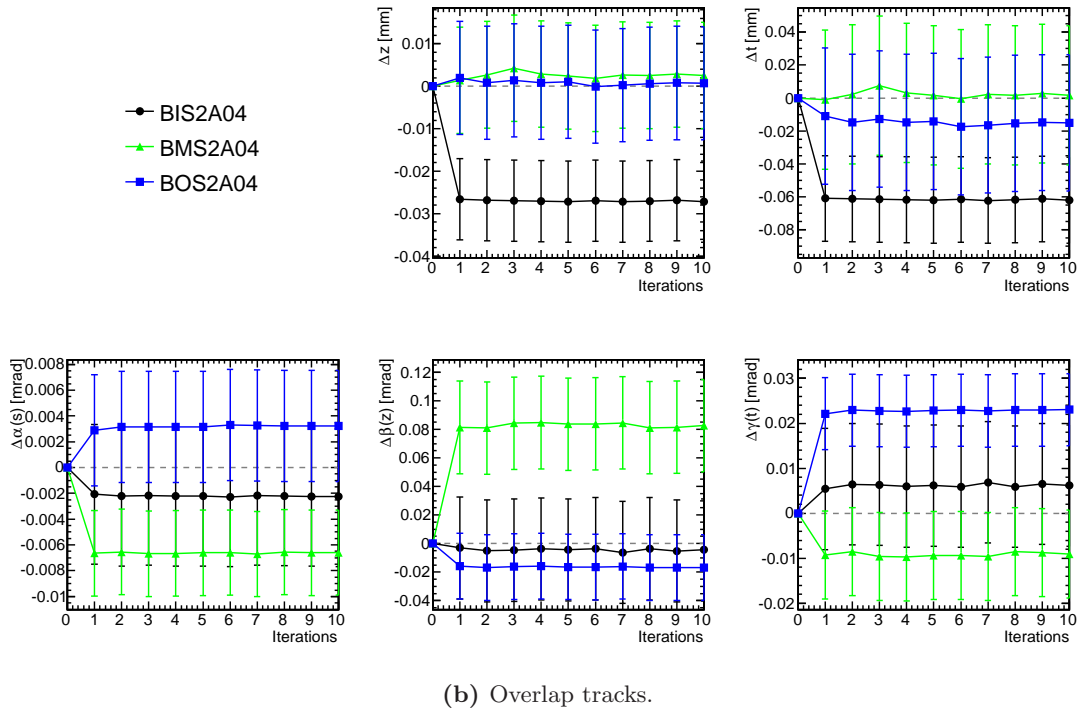 BIS2A04
BMS2A04
BOS2A04
Δz [mm]
0.01
0
-0.01
-0.02
-0.03
-0.04
0 1 2 3 4 5 6 7 8 9 10
Iterations
Δt [mm]
0.04
0.02
0
-0.02
-0.04
-0.06
-0.08
0 1 2 3 4 5 6 7 8 9 10
Iterations
Δα(s) [mrad]
0.008
0.006
0.004
0.002
0
-0.002
-0.004
-0.006
-0.008
-0.01
0 1 2 3 4 5 6 7 8 9 10
Iterations
Δβ(z) [mrad]
0.12
0.1
0.08
0.06
0.04
0.02
0
-0.02
-0.04
0 1 2 3 4 5 6 7 8 9 10
Iterations
Δγ(t) [mrad]
0.03
0.02
0.01
0
-0.01
-0.02
0 1 2 3 4 5 6 7 8 9 10
Iterations
(b) Overlap tracks.